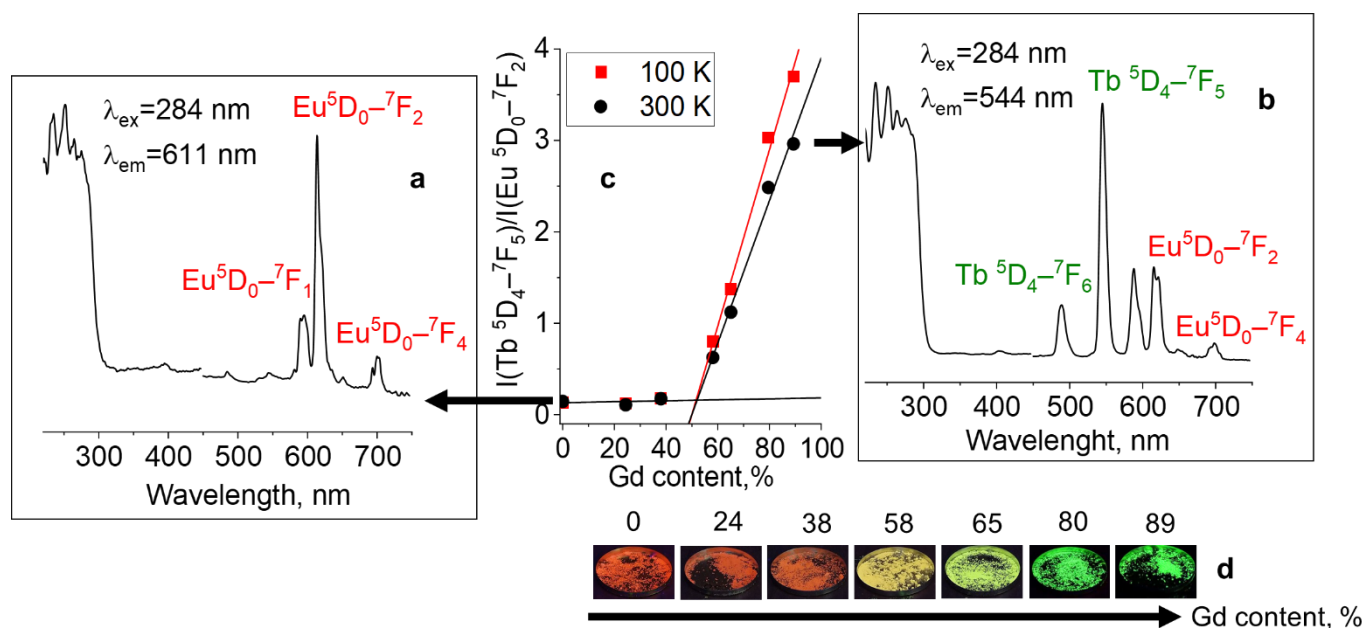 λex=284 nm
λem=611 nm
Eu⁵D₀–⁷F₂
a
Eu⁵D₀–⁷F₁
Eu⁵D₀–⁷F₄
300 400 500 600 700
Wavelength, nm
I(Tb ⁵D₄–⁷F₅)/I(Eu ⁵D₀–⁷F₂)
4
3
2
1
0
100 K
300 K
c
0 20 40 60 80 100
Gd content,%
λex=284 nm
λem=544 nm
Tb ⁵D₄–⁷F₅
b
Tb ⁵D₄–⁷F₆
Eu⁵D₀–⁷F₂
Eu⁵D₀–⁷F₄
300 400 500 600 700
Wavelenght, nm
0 24 38 58 65 80 89
d
Gd content, %